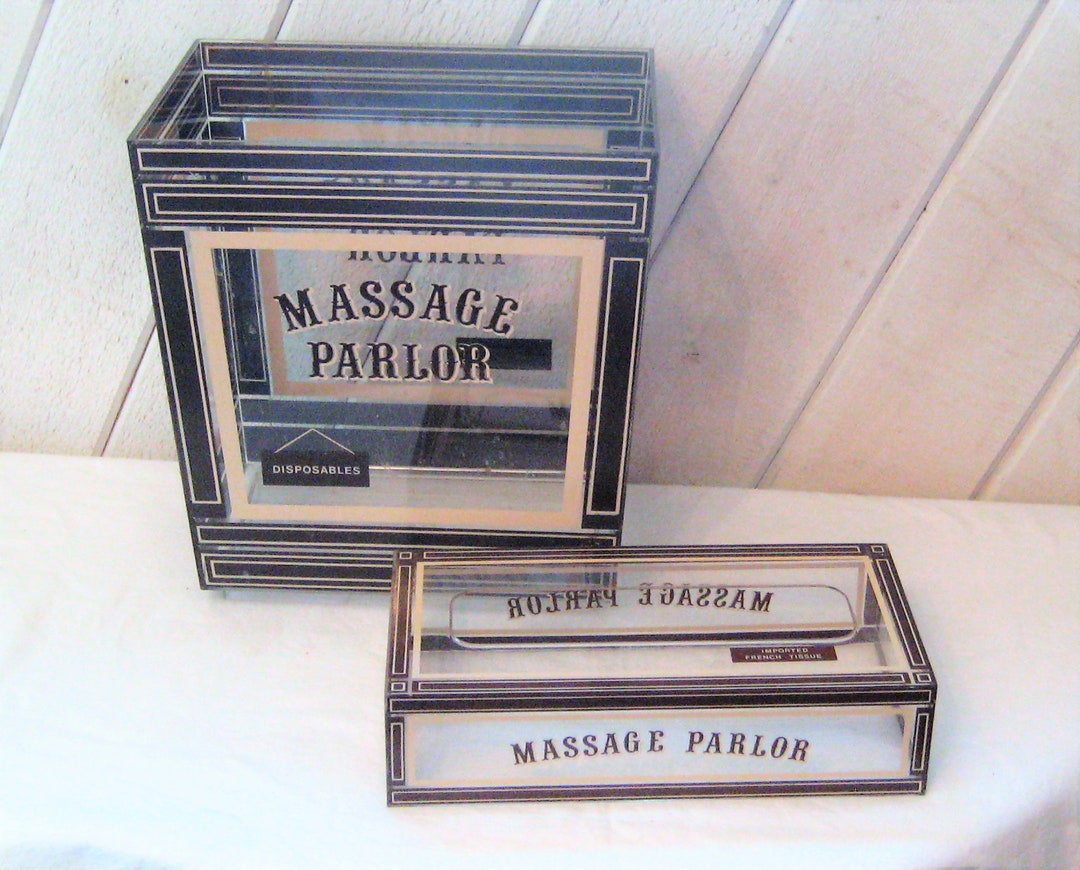 MASSAGE
PARLOR
DISPOSABLES
MASSAGE PARLOR
IMPORTED
FRENCH TISSUE
MASSAGE PARLOR